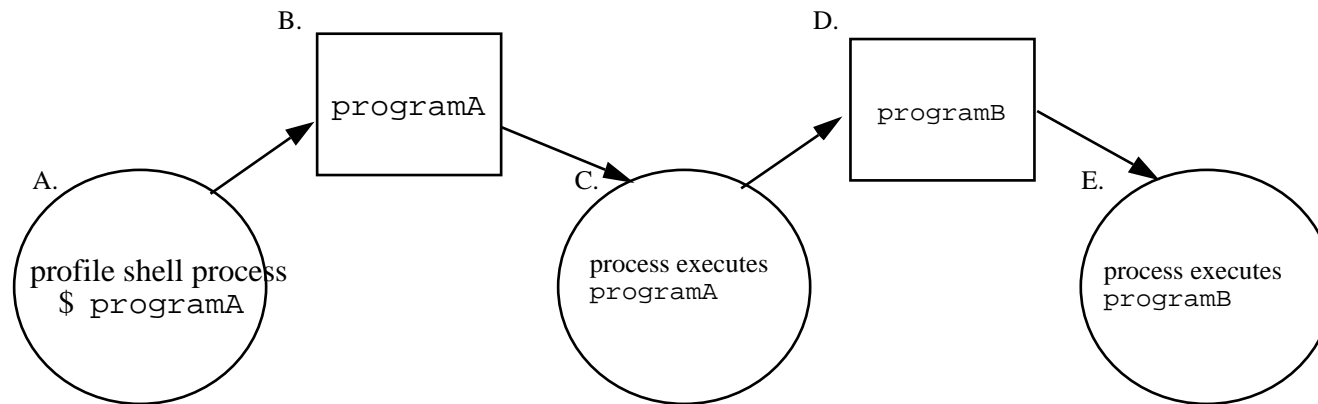 A.
profile shell process
$ programA
B.
programA
C.
process executes
programA
D.
programB
E.
process executes
programB